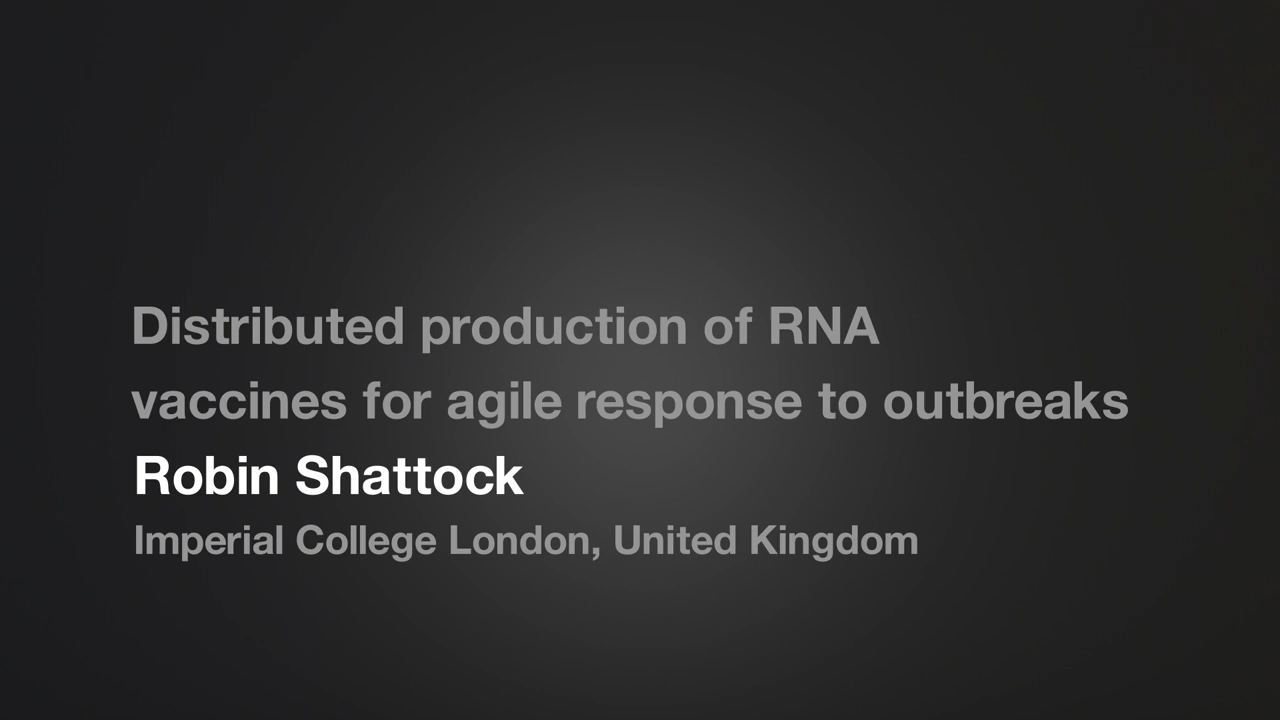 Distributed production of RNA
vaccines for agile response to outbreaks
Robin Shattock
Imperial College London, United Kingdom